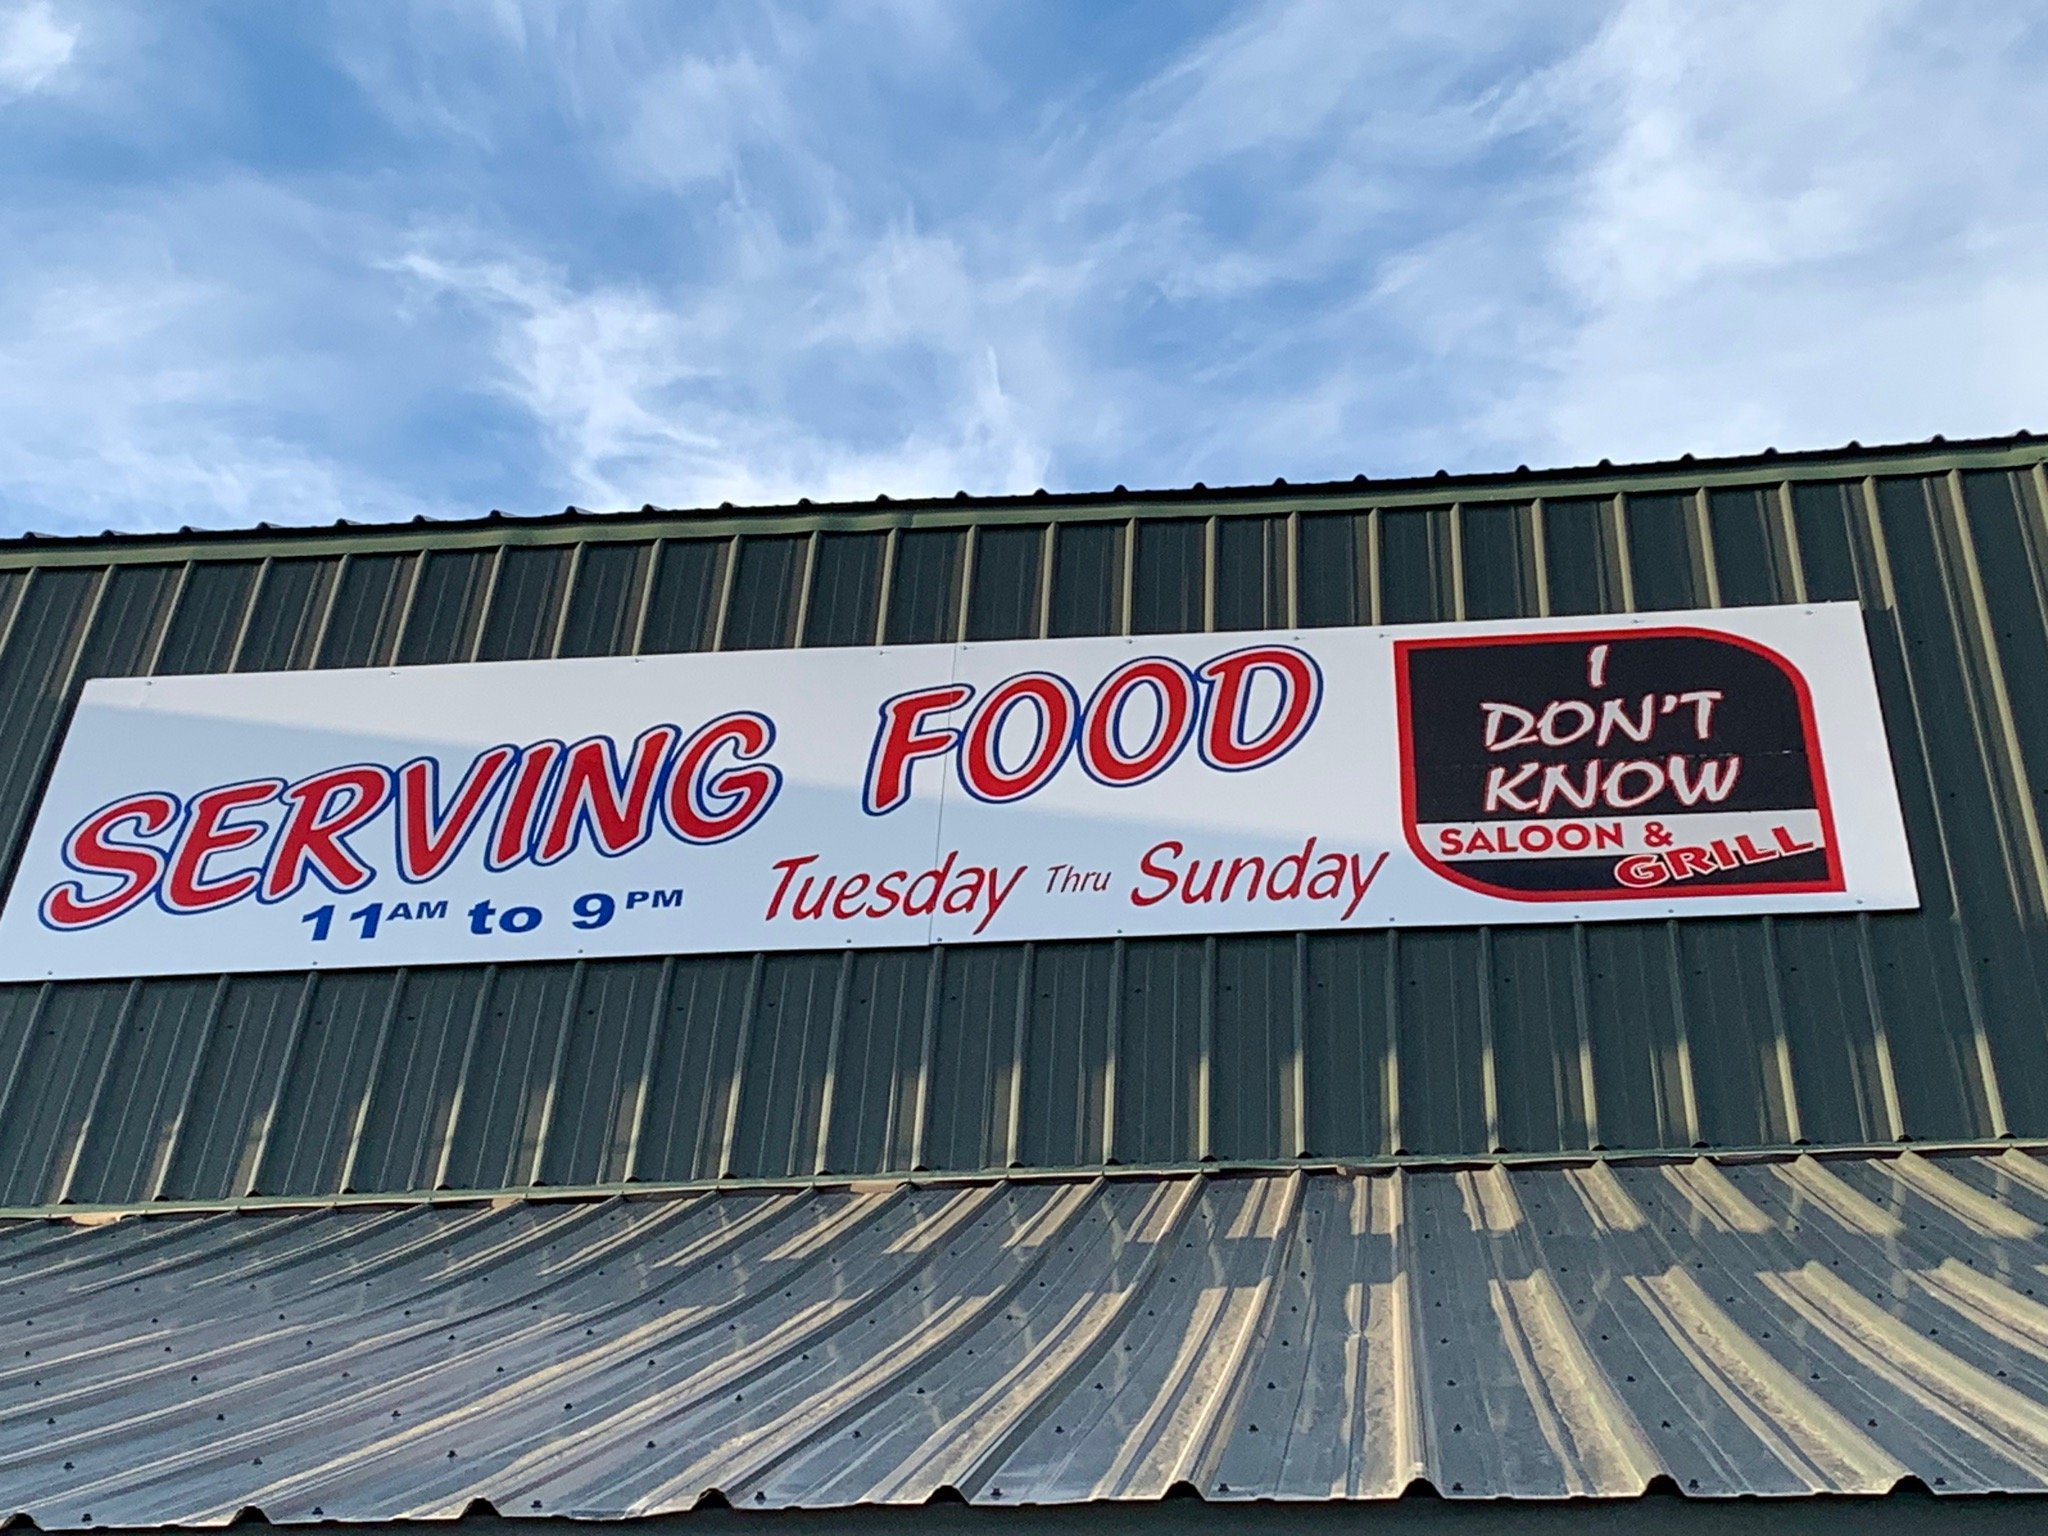 SERVING FOOD
11AM to 9PM
Tuesday Thru Sunday
I
DON'T
KNOW
SALOON &
GRILL